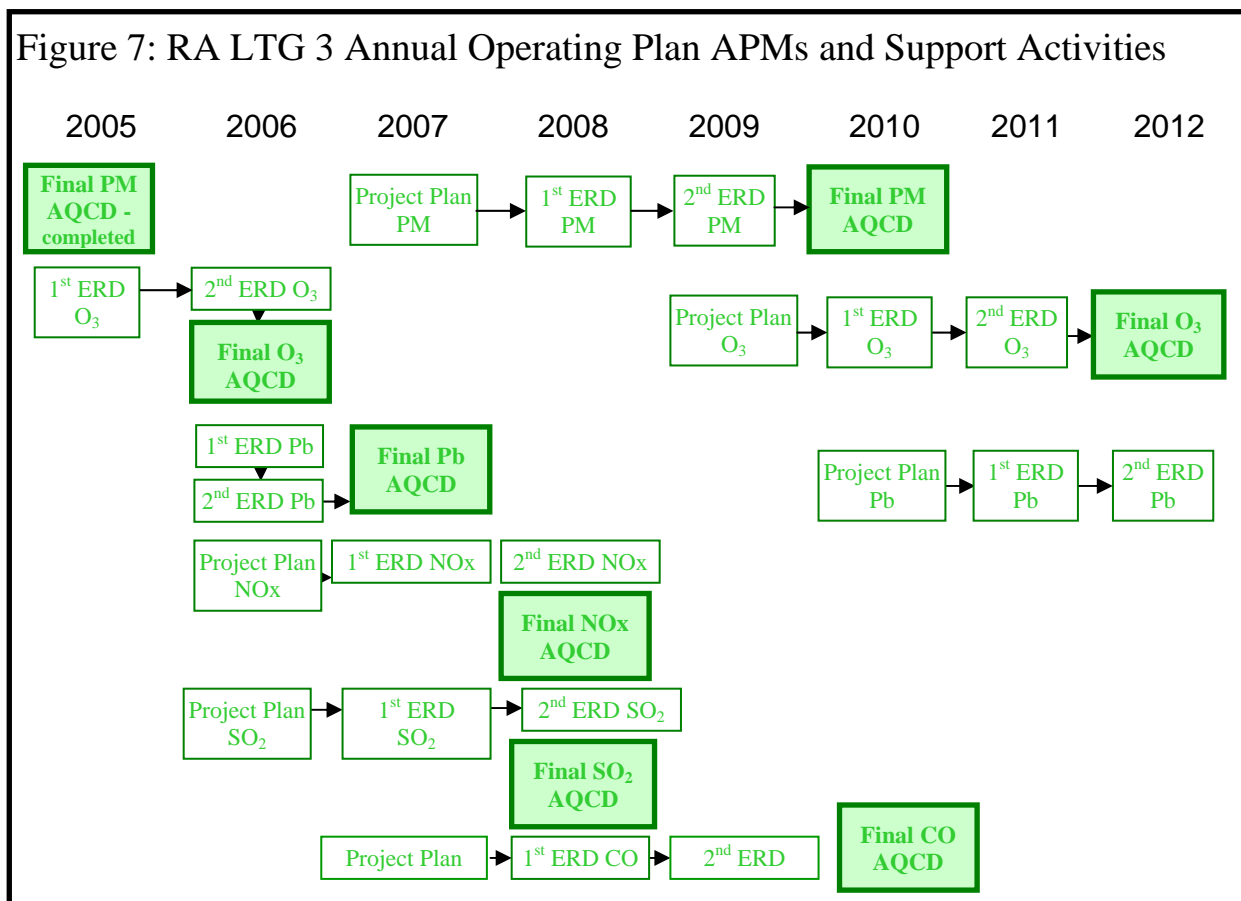 Figure 7: RA LTG 3 Annual Operating Plan APMs and Support Activities
2005 2006 2007 2008 2009 2010 2011 2012
Final PM
AQCD -
completed
Project Plan
PM
1st ERD
PM
2nd ERD
PM
Final PM
AQCD
1st ERD
O3
2nd ERD O3
Final O3
AQCD
Project Plan
O3
1st ERD
O3
2nd ERD
O3
Final O3
AQCD
1st ERD Pb
2nd ERD Pb
Final Pb
AQCD
Project Plan
Pb
1st ERD
Pb
2nd ERD
Pb
Project Plan
NOx
1st ERD NOx
2nd ERD NOx
Final NOx
AQCD
Project Plan
SO2
1st ERD
SO2
2nd ERD SO2
Final SO2
AQCD
Project Plan
1st ERD CO
2nd ERD
Final CO
AQCD